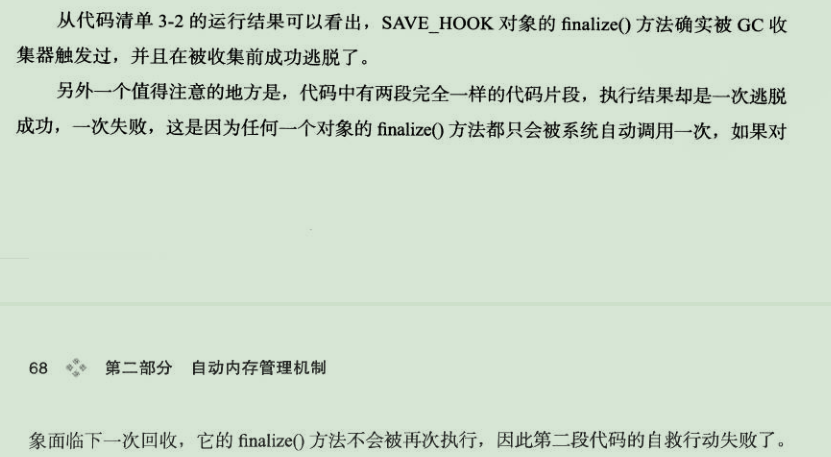 从代码清单 3-2 的运行结果可以看出，SAVE_HOOK 对象的 finalize() 方法确实被 GC 收
集器触发过，并且在被收集前成功逃脱了。
另外一个值得注意的地方是，代码中有两段完全一样的代码片段，执行结果却是一次逃脱
成功，一次失败，这是因为任何一个对象的 finalize() 方法都只会被系统自动调用一次，如果对
68 第二部分 自动内存管理机制
象面临下一次回收，它的 finalize() 方法不会被再次执行，因此第二段代码的自救行动失败了。